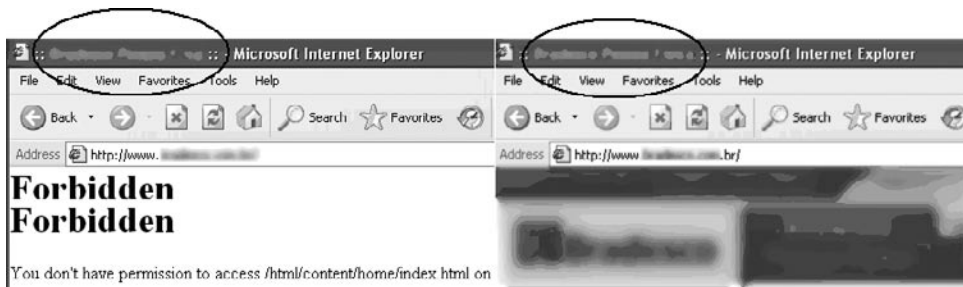 :: :: - Microsoft Internet Explorer
File Edit View Favorites Tools Help
Back Search Favorites
Address http://www.
Forbidden
Forbidden
You don't have permission to access /html/content/home/index html on
:: :: - Microsoft Internet Explorer
File Edit View Favorites Tools Help
Back Search Favorites
Address http://www .br/